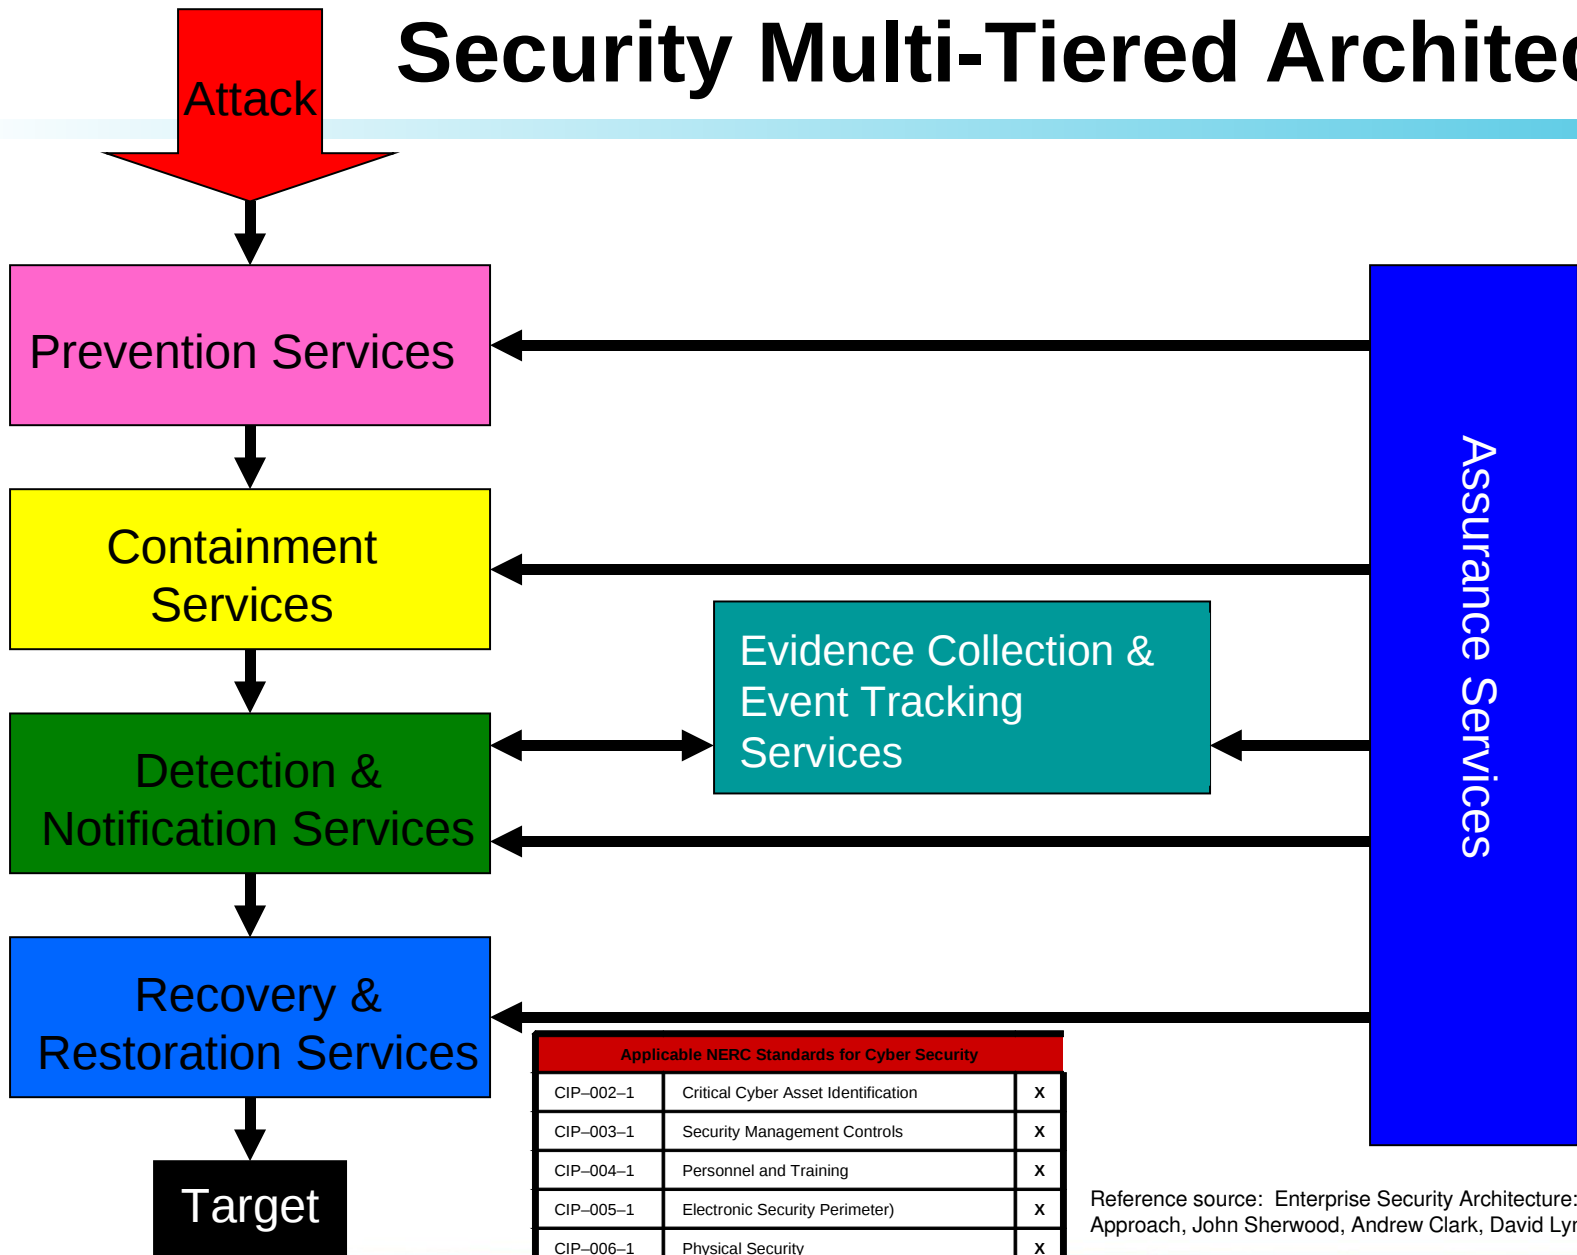 Security Multi-Tiered
Attack
Prevention Services
Containment
Services
Evidence Collection &
Event Tracking
Services
Detection &
Notification Services
Assurance Services
Recovery &
Restoration Services
Applicable NERC Standards for Cyber Security
CIP–002–1 Critical Cyber Asset Identification X
CIP–003–1 Security Management Controls X
CIP–004–1 Personnel and Training X
CIP–005–1 Electronic Security Perimeter) X
CIP–006–1 Physical Security X
Target
Reference source: Enterprise Security Architecture:
Approach, John Sherwood, Andrew Clark, David